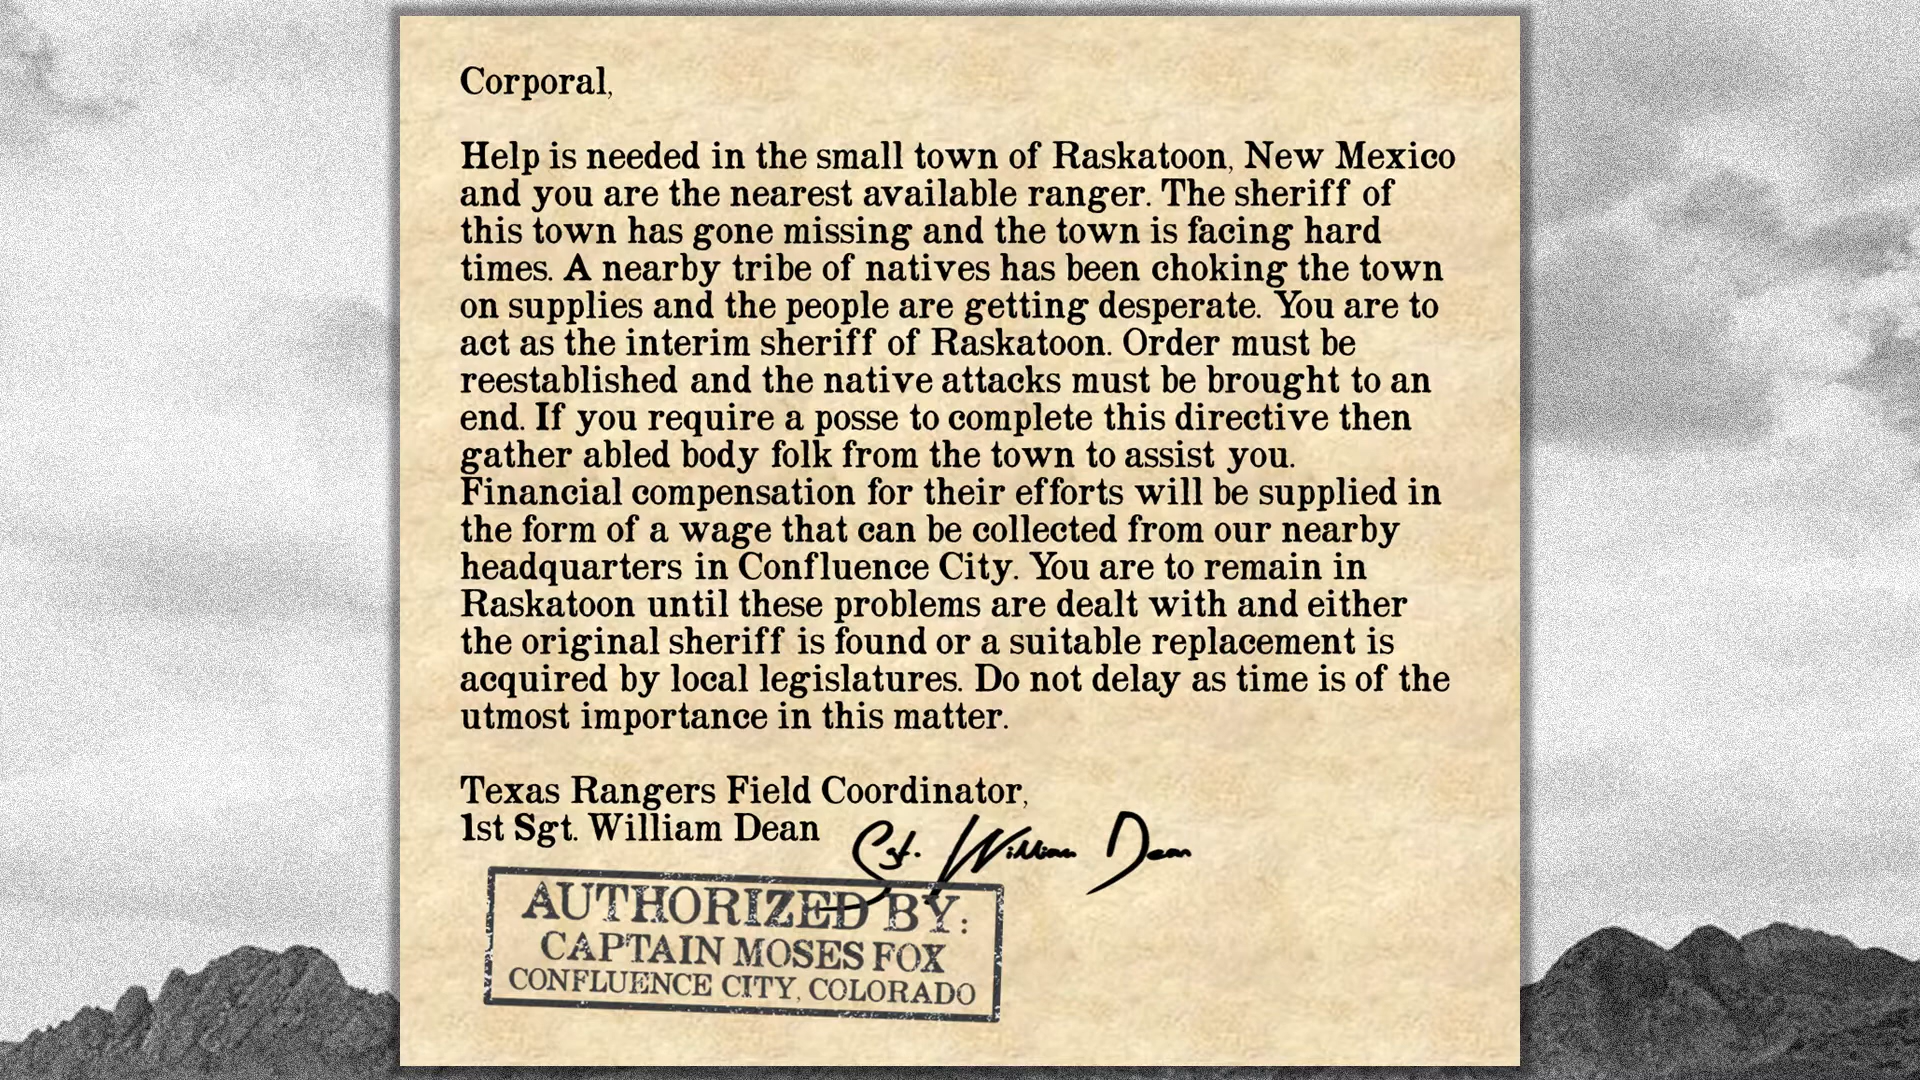 Corporal,
Help is needed in the small town of Raskatoon, New Mexico
and you are the nearest available ranger. The sheriff of
this town has gone missing and the town is facing hard
times. A nearby tribe of natives has been choking the town
on supplies and the people are getting desperate. You are to
act as the interim sheriff of Raskatoon. Order must be
reestablished and the native attacks must be brought to an
end. If you require a posse to complete this directive then
gather abled body folk from the town to assist you.
Financial compensation for their efforts will be supplied in
the form of a wage that can be collected from our nearby
headquarters in Confluence City. You are to remain in
Raskatoon until these problems are dealt with and either
the original sheriff is found or a suitable replacement is
acquired by local legislatures. Do not delay as time is of the
utmost importance in this matter.
Texas Rangers Field Coordinator,
1st Sgt. William Dean
Sgt. William Dean
AUTHORIZED BY:
CAPTAIN MOSES FOX
CONFLUENCE CITY, COLORADO